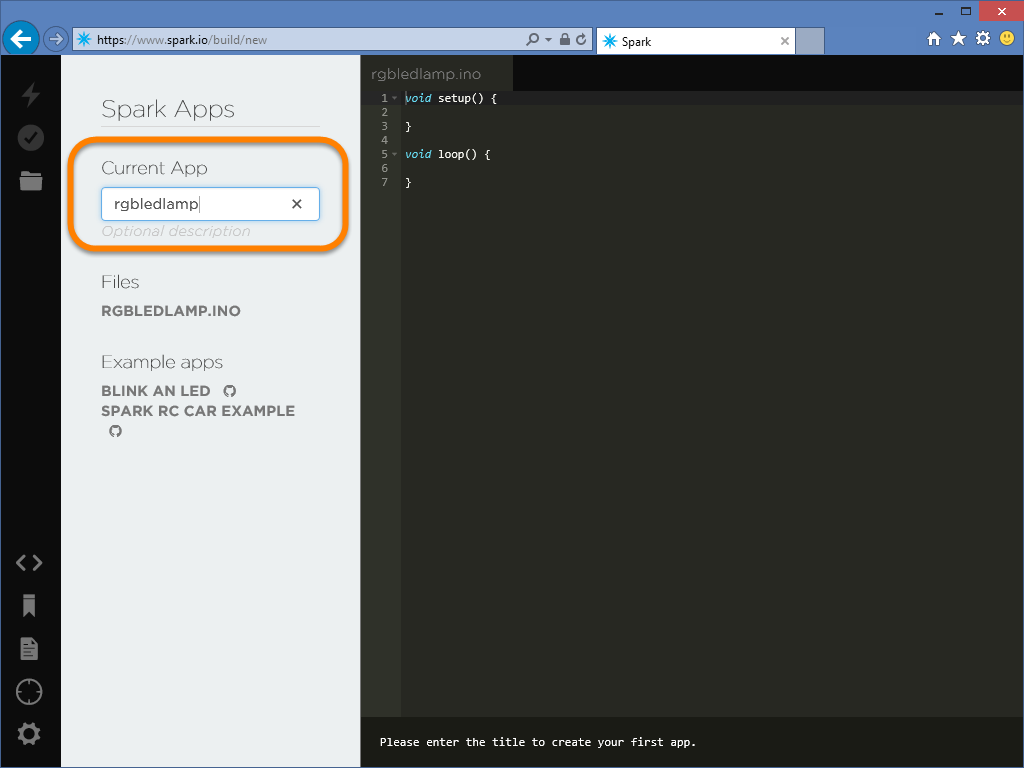 https://www.spark.io/build/new
Spark
Spark Apps
Current App
rgbledlamp
Optional description
Files
RGBLEDLAMP.INO
Example apps
BLINK AN LED
SPARK RC CAR EXAMPLE
rgbledlamp.ino
1 void setup() {
2
3 }
4
5 void loop() {
6
7 }
Please enter the title to create your first app.